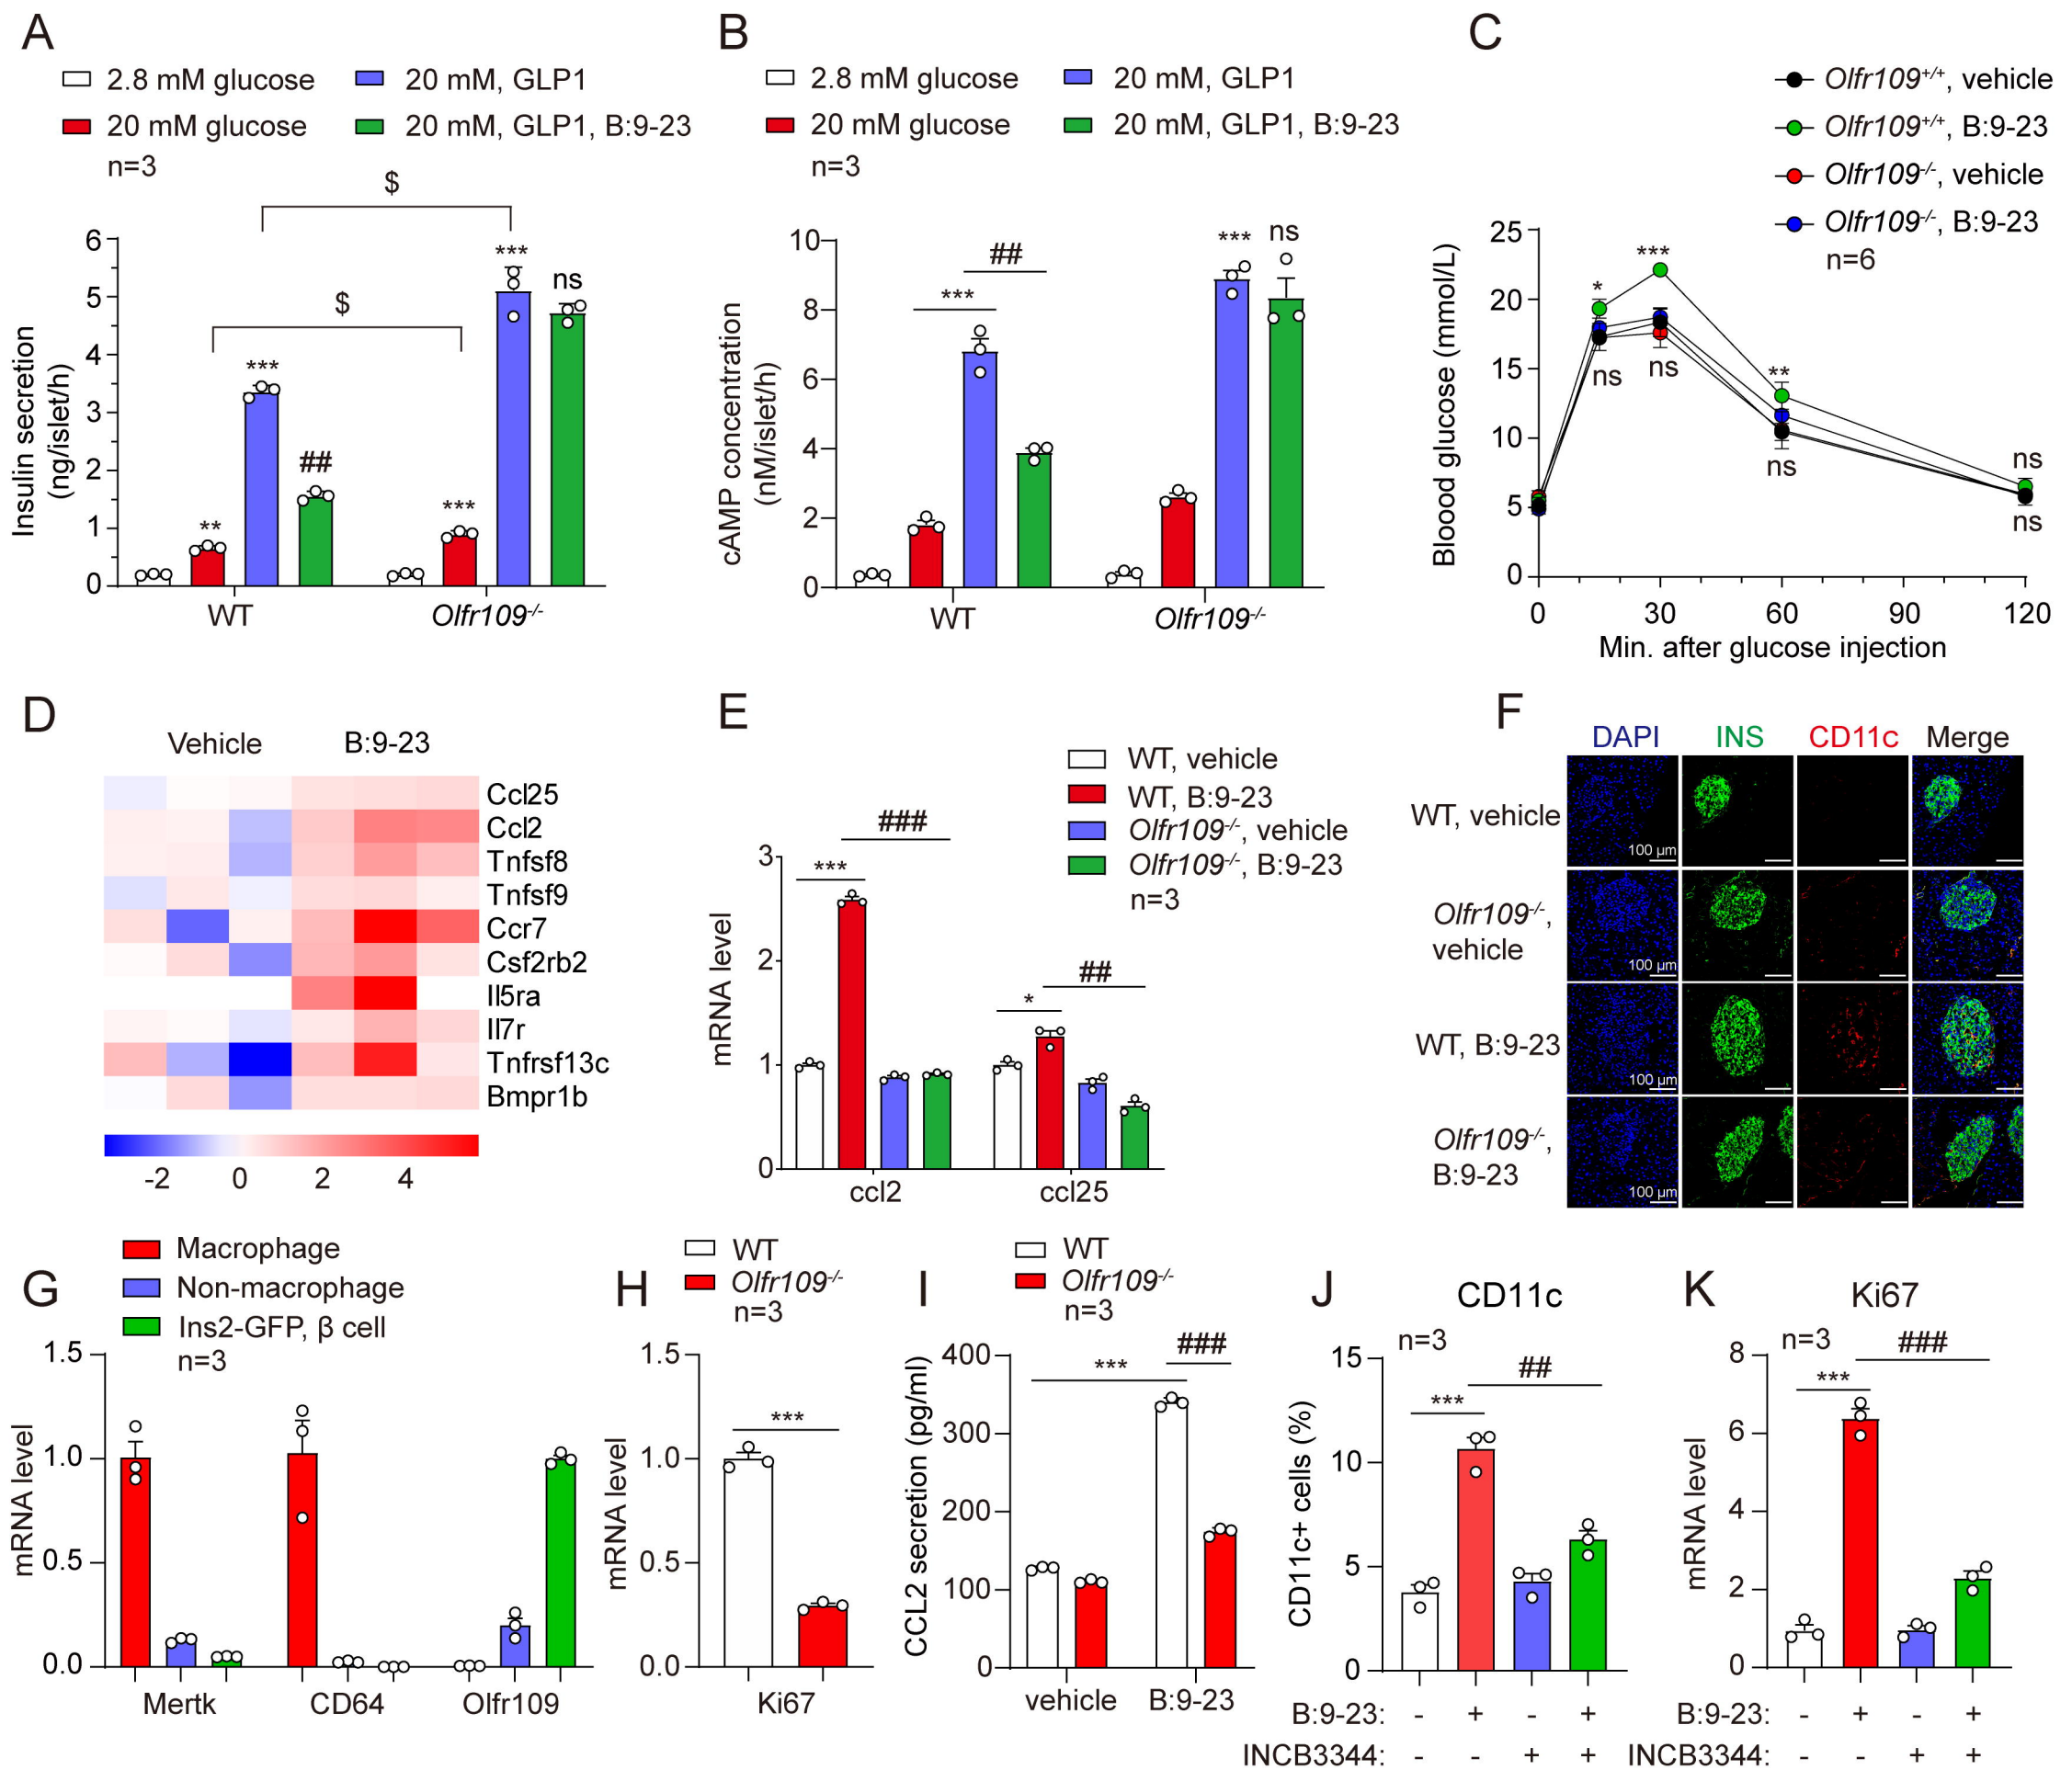 A
2.8 mM glucose
20 mM, GLP1
20 mM glucose
20 mM, GLP1, B:9-23
n=3
$
$
***
ns
***
##
**
***
6
5
4
3
2
1
0
Insulin secretion
(ng/islet/h)
WT
Olfr109-/-
B
2.8 mM glucose
20 mM, GLP1
20 mM glucose
20 mM, GLP1, B:9-23
n=3
##
***
***
ns
10
8
6
4
2
0
cAMP concentration
(nM/islet/h)
WT
Olfr109-/-
C
Olfr109+/+, vehicle
Olfr109+/+, B:9-23
Olfr109-/-, vehicle
Olfr109-/-, B:9-23
n=6
25
20
15
10
5
0
Bloood glucose (mmol/L)
*
***
**
ns
ns
ns
ns
ns
0 30 60 90 120
Min. after glucose injection
D
Vehicle B:9-23
Ccl25
Ccl2
Tnfsf8
Tnfsf9
Ccr7
Csf2rb2
Il5ra
Il7r
Tnfrsf13c
Bmpr1b
-2 0 2 4
E
WT, vehicle
WT, B:9-23
Olfr109-/-, vehicle
Olfr109-/-, B:9-23
n=3
###
***
##
*
3
2
1
0
mRNA level
ccl2 ccl25
F
DAPI INS CD11c Merge
WT, vehicle
100 µm
Olfr109-/-,
vehicle
100 µm
WT, B:9-23
100 µm
Olfr109-/-,
B:9-23
100 µm
G
Macrophage
Non-macrophage
Ins2-GFP, β cell
n=3
1.5
1.0
0.5
0.0
mRNA level
Mertk CD64 Olfr109
H
WT
Olfr109-/-
n=3
***
1.5
1.0
0.5
0.0
mRNA level
Ki67
I
WT
Olfr109-/-
n=3
###
***
400
300
200
100
0
CCL2 secretion (pg/ml)
vehicle B:9-23
J
CD11c
n=3
##
***
15
10
5
0
CD11c+ cells (%)
B:9-23: - + - +
INCB3344: - - + +
K
Ki67
n=3
###
***
8
6
4
2
0
mRNA level
B:9-23: - + - +
INCB3344: - - + +